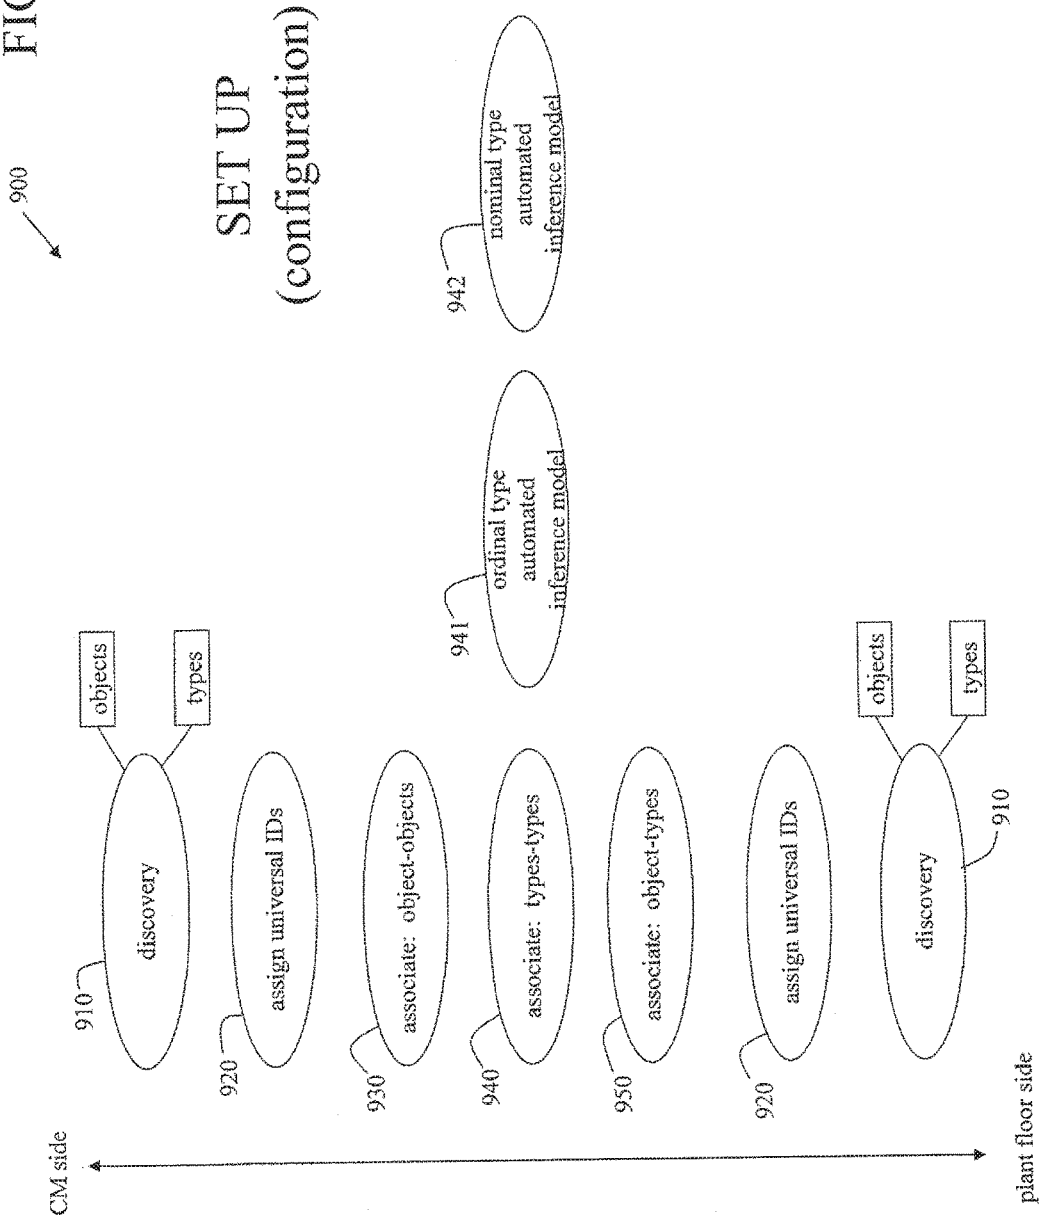 FIG
900
CM side
910
objects
discovery
types
SET UP
(configuration)
920
assign universal IDs
930
associate: object-objects
940
associate: types-types
941
ordinal type
automated
inference model
942
nominal type
automated
inference model
950
associate: object-types
920
assign universal IDs
objects
discovery
types
910
plant floor side